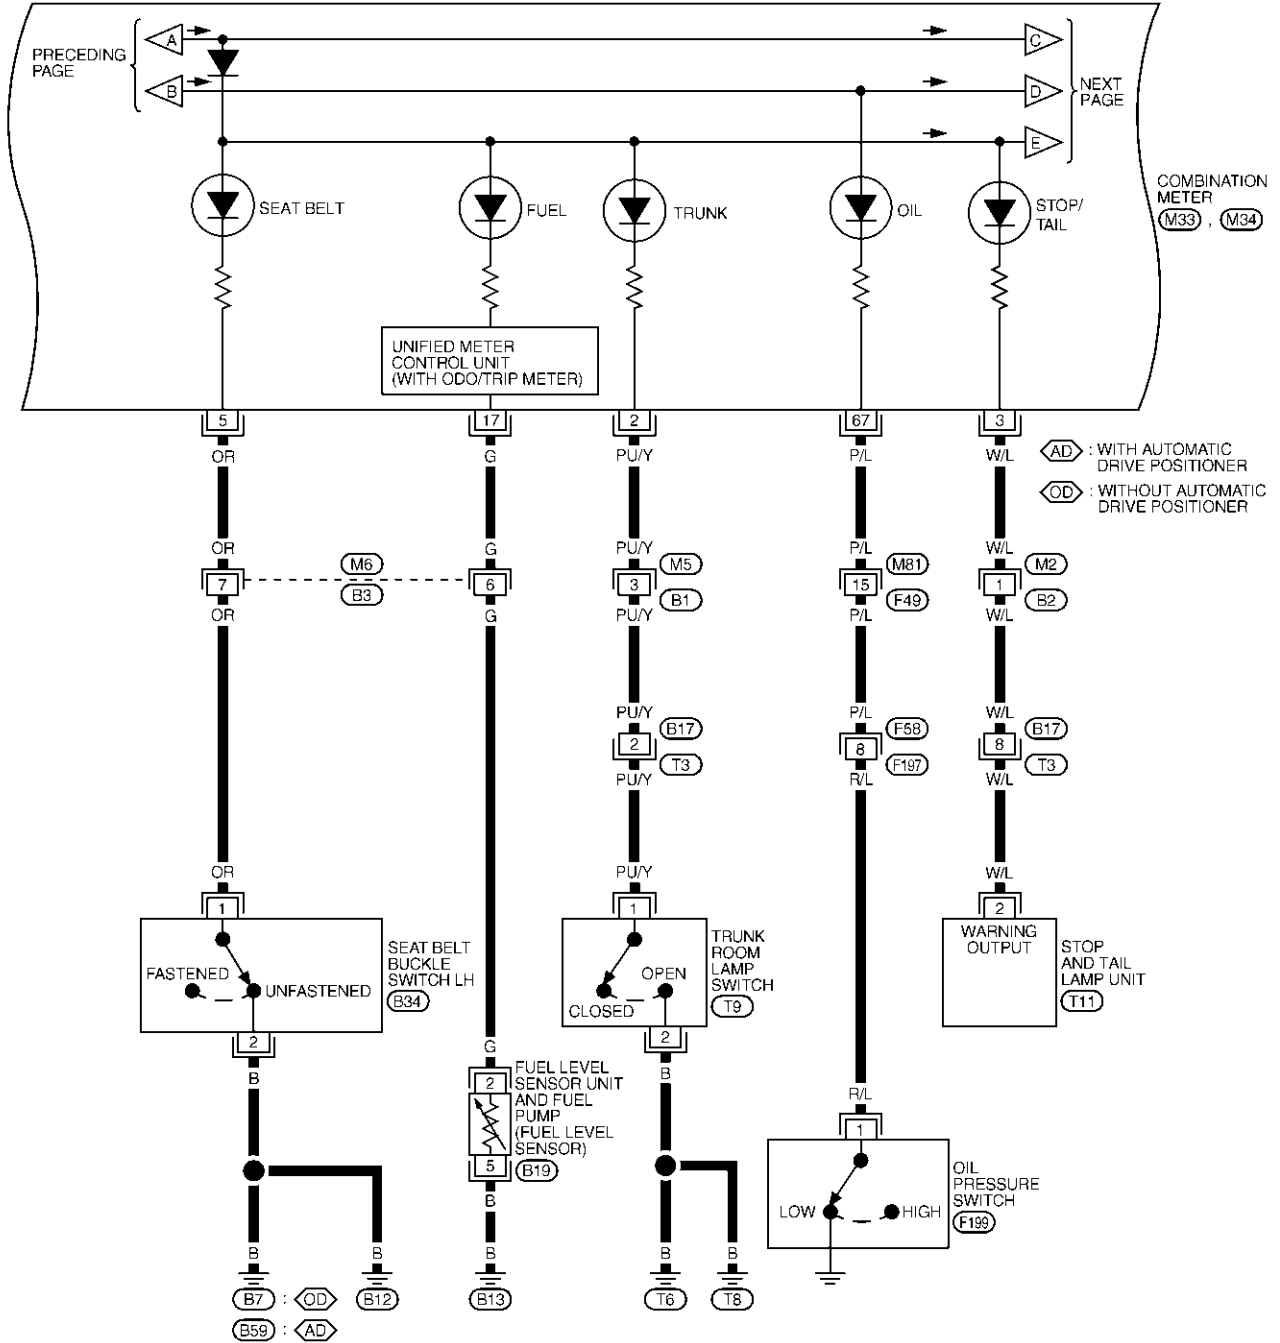 PRECEDING
PAGE
A
B
C
D
E
NEXT
PAGE
COMBINATION
METER
M33 , M34
SEAT BELT
FUEL
TRUNK
OIL
STOP/
TAIL
UNIFIED METER
CONTROL UNIT
(WITH ODO/TRIP METER)
5 17 2 67 3
OR G PU/Y P/L W/L
AD : WITH AUTOMATIC
DRIVE POSITIONER
OD : WITHOUT AUTOMATIC
DRIVE POSITIONER
OR G PU/Y P/L W/L
M6 M5 M81 M2
7 6 3 15 1
B3 B1 F49 B2
OR G PU/Y P/L W/L
PU/Y P/L W/L
B17 F58 B17
2 8 8
T3 F197 T3
PU/Y R/L W/L
OR PU/Y W/L
1 1 2
FASTENED
UNFASTENED
SEAT BELT
BUCKLE
SWITCH LH
B34
OPEN
CLOSED
TRUNK
ROOM
LAMP
SWITCH
T9
WARNING
OUTPUT
STOP
AND TAIL
LAMP UNIT
T11
2 2
B G B
2
FUEL LEVEL
SENSOR UNIT
AND FUEL
PUMP
(FUEL LEVEL
SENSOR)
5
B19
B
R/L
1
LOW
HIGH
OIL
PRESSURE
SWITCH
F199
B B B B B
B7 : OD
B59 : AD
B12
B13
T6
T8